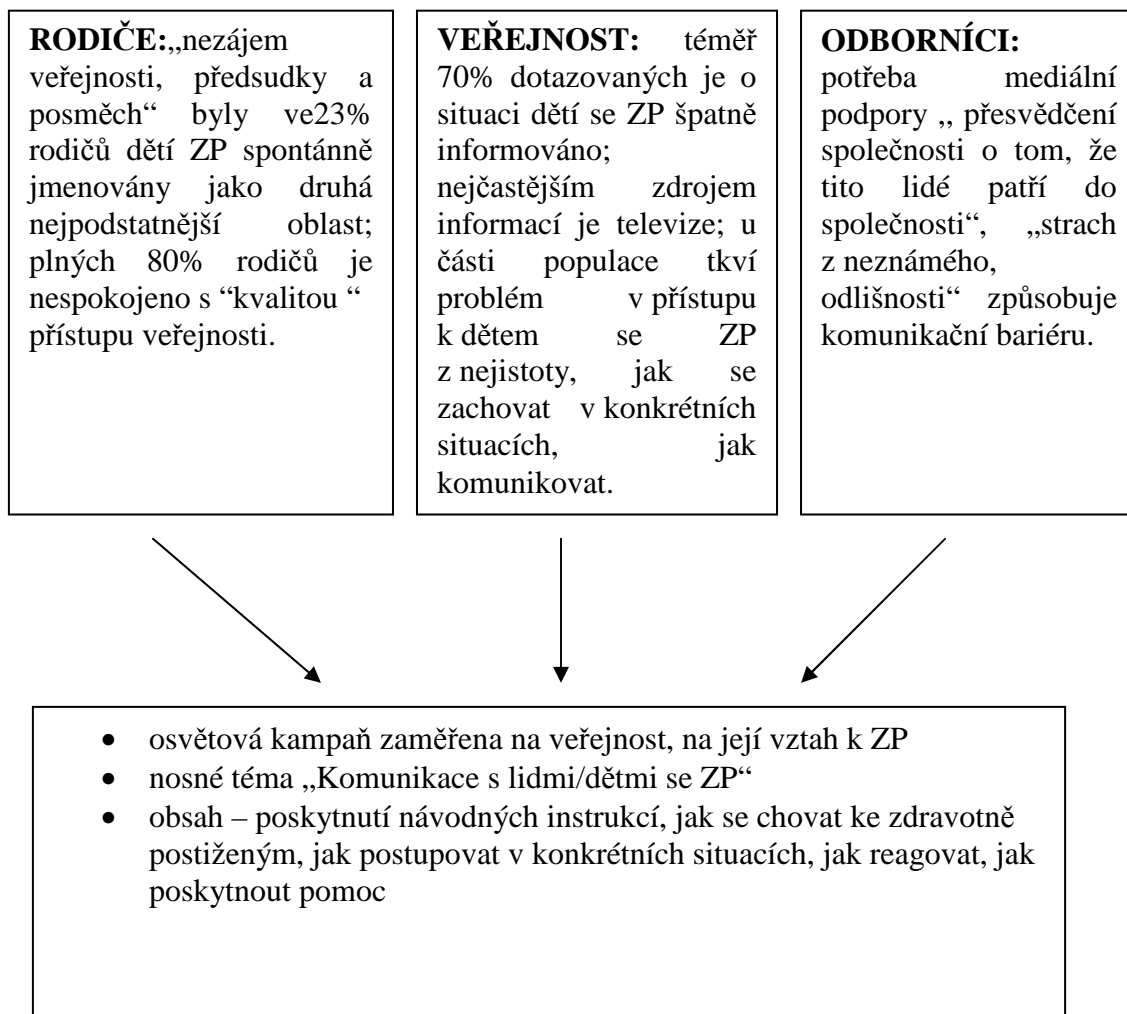 RODIČE:„nezájem
veřejnosti, předsudky a
posměch“ byly ve23%
rodičů dětí ZP spontánně
jmenovány jako druhá
nejpodstatnější oblast;
plných 80% rodičů je
nespokojeno s “kvalitou “
přístupu veřejnosti.
VEŘEJNOST: téměř
70% dotazovaných je o
situaci dětí se ZP špatně
informováno;
nejčastějším zdrojem
informací je televize; u
části populace tkví
problém v přístupu
k dětem se ZP
z nejistoty, jak se
zachovat v konkrétních
situacích, jak
komunikovat.
ODBORNÍCI:
potřeba mediální
podpory „ přesvědčení
společnosti o tom, že
tito lidé patří do
společnosti“, „strach
z neznámého,
odlišnosti“ způsobuje
komunikační bariéru.
• osvětová kampaň zaměřena na veřejnost, na její vztah k ZP
• nosné téma „Komunikace s lidmi/dětmi se ZP“
• obsah – poskytnutí návodných instrukcí, jak se chovat ke zdravotně
postiženým, jak postupovat v konkrétních situacích, jak reagovat, jak
poskytnout pomoc